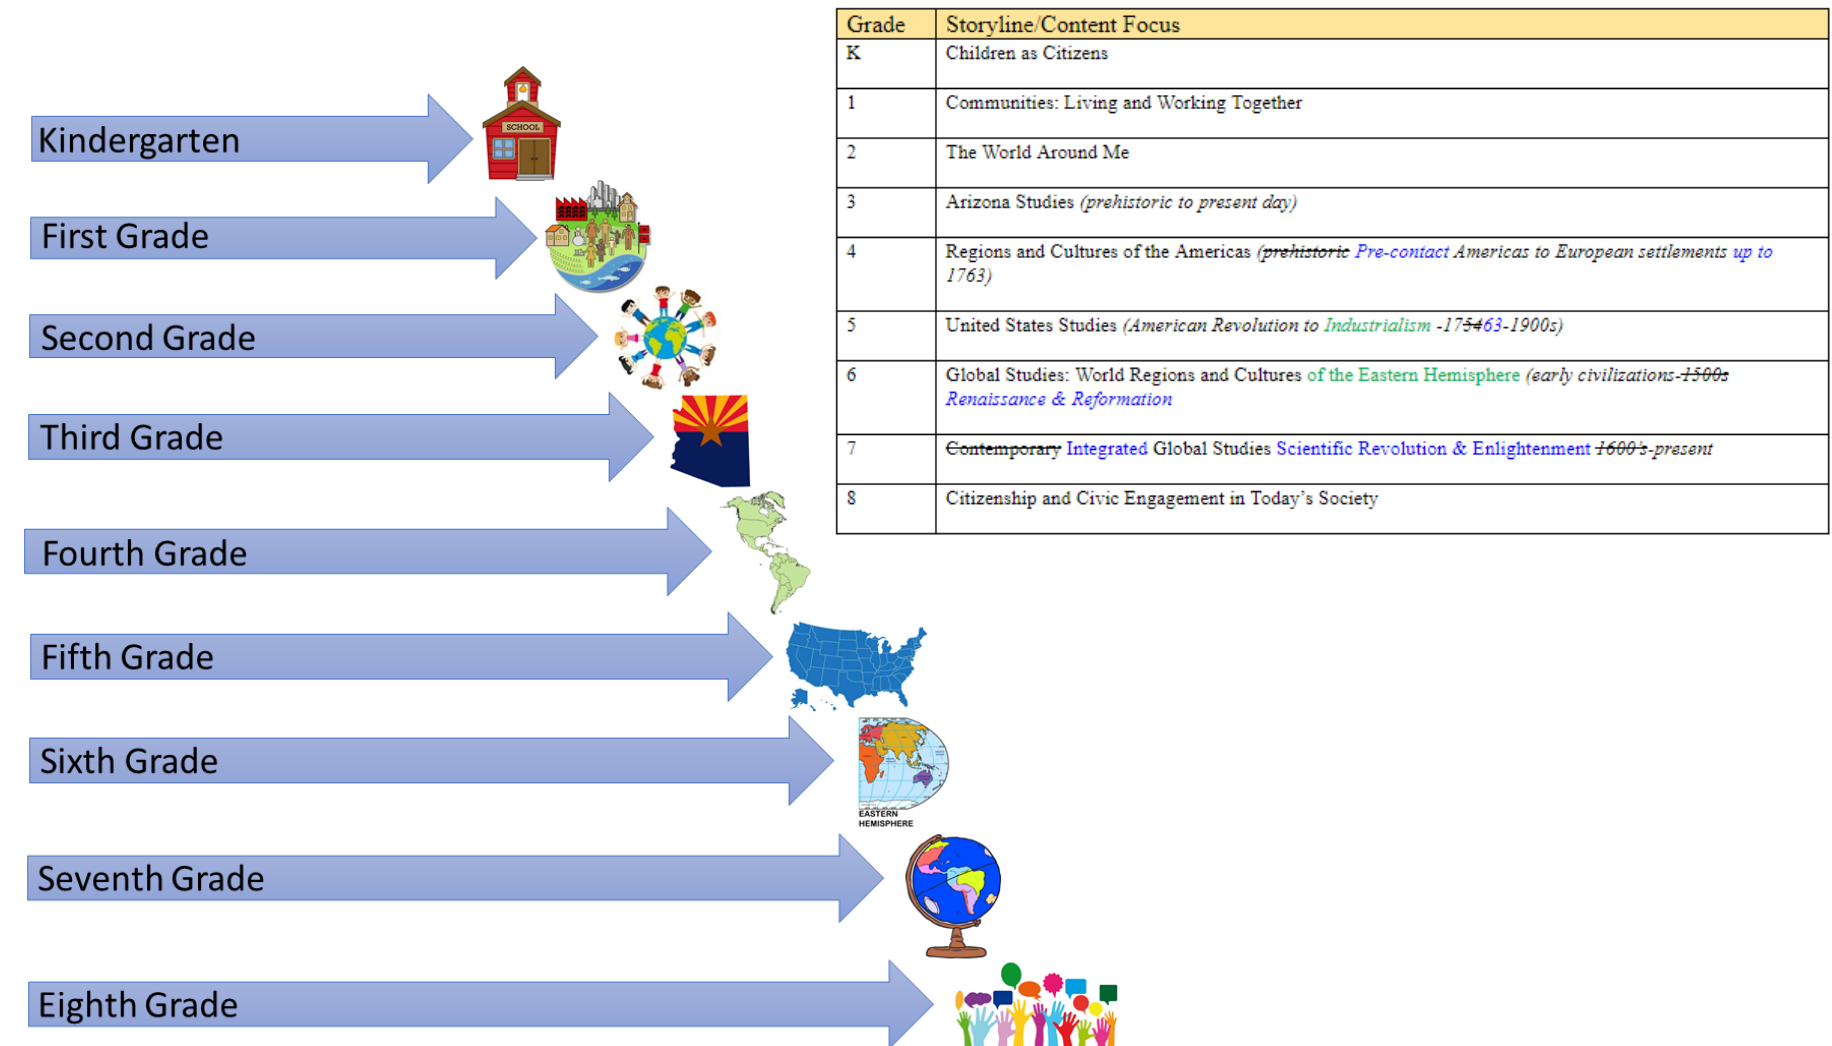 Grade Storyline/Content Focus
K Children as Citizens
1 Communities: Living and Working Together
2 The World Around Me
3 Arizona Studies (prehistoric to present day)
4 Regions and Cultures of the Americas (prehistoric Pre-contact Americas to European settlements up to
1763)
5 United States Studies (American Revolution to Industrialism -175463-1900s)
6 Global Studies: World Regions and Cultures of the Eastern Hemisphere (early civilizations-1500s
Renaissance & Reformation
7 Contemporary Integrated Global Studies Scientific Revolution & Enlightenment 1600's-present
8 Citizenship and Civic Engagement in Today's Society
Kindergarten
SCHOOL
First Grade
Second Grade
Third Grade
Fourth Grade
Fifth Grade
Sixth Grade
EASTERN
HEMISPHERE
Seventh Grade
Eighth Grade